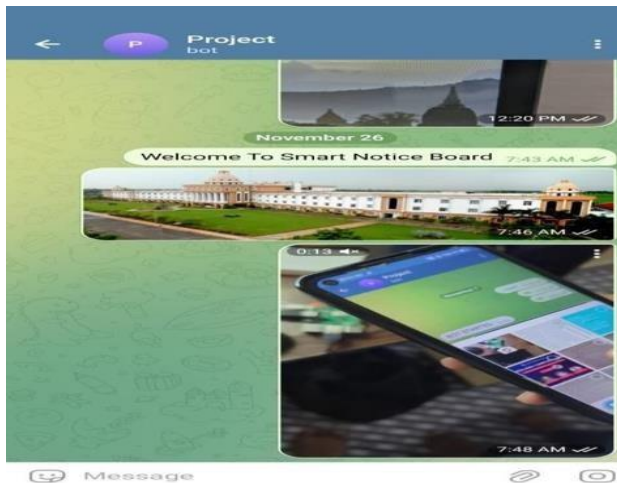 P
Project
bot
12:20 PM
November 26
Welcome To Smart Notice Board 7:43 AM
7:46 AM
0:13
Project
7:48 AM
Message